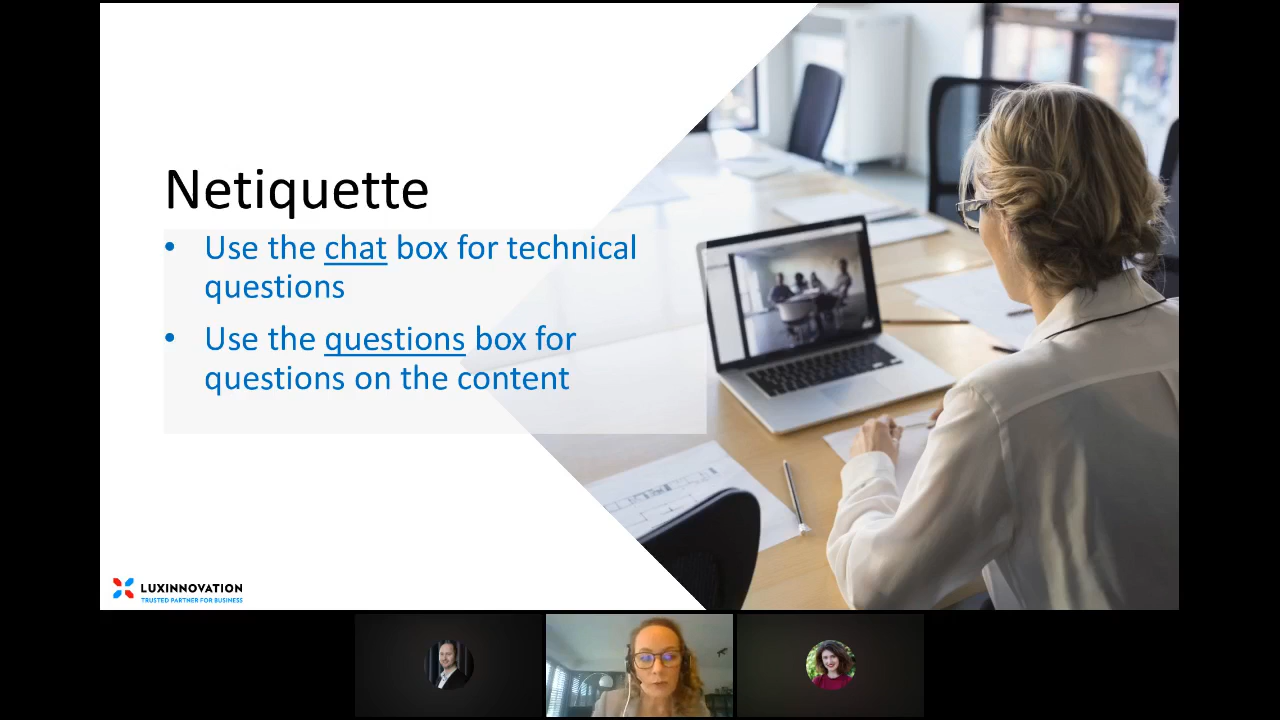 Netiquette
• Use the chat box for technical
questions
• Use the questions box for
questions on the content
LUXINNOVATION
TRUSTED PARTNER FOR BUSINESS